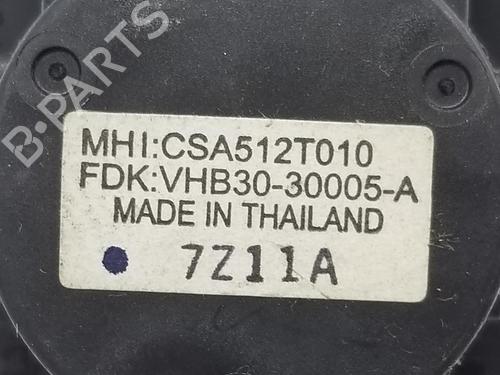 B-PARTS
MHI:CSA512T010
FDK:VHB30-30005-A
MADE IN THAILAND
7Z11A